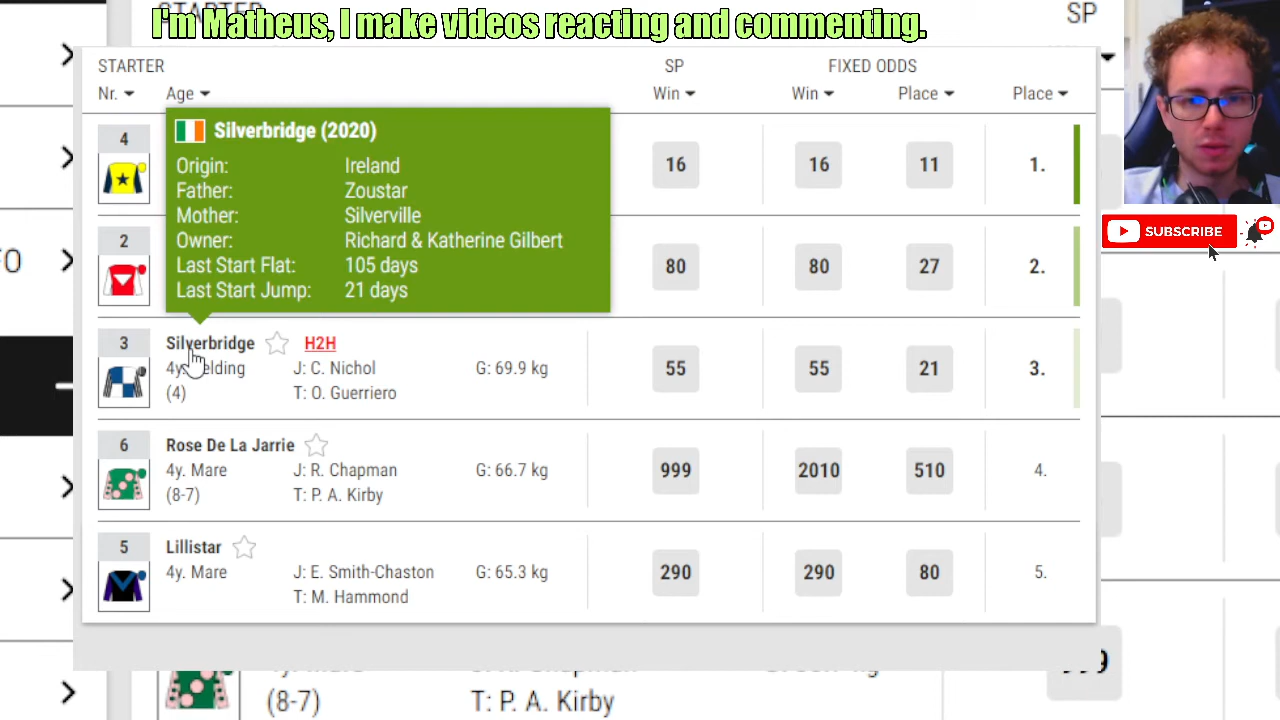 STARTER
SP
I'm Matheus, I make videos reacting and commenting.
STARTER SP FIXED ODDS
Nr. Age Win Win Place Place
4 16 16 11 1.
Silverbridge (2020)
Origin: Ireland
Father: Zoustar
Mother: Silverville
Owner: Richard & Katherine Gilbert
Last Start Flat: 105 days
Last Start Jump: 21 days
2 80 80 27 2.
SUBSCRIBE
3 Silverbridge H2H
J: C. Nichol G: 69.9 kg 55 55 21 3.
(4) T: O. Guerriero
6 Rose De La Jarrie
4y. Mare J: R. Chapman G: 66.7 kg 999 2010 510 4.
(8-7) T: P. A. Kirby
5 Lillistar
4y. Mare J: E. Smith-Chaston G: 65.3 kg 290 290 80 5.
T: M. Hammond
(8-7) T: P. A. Kirby